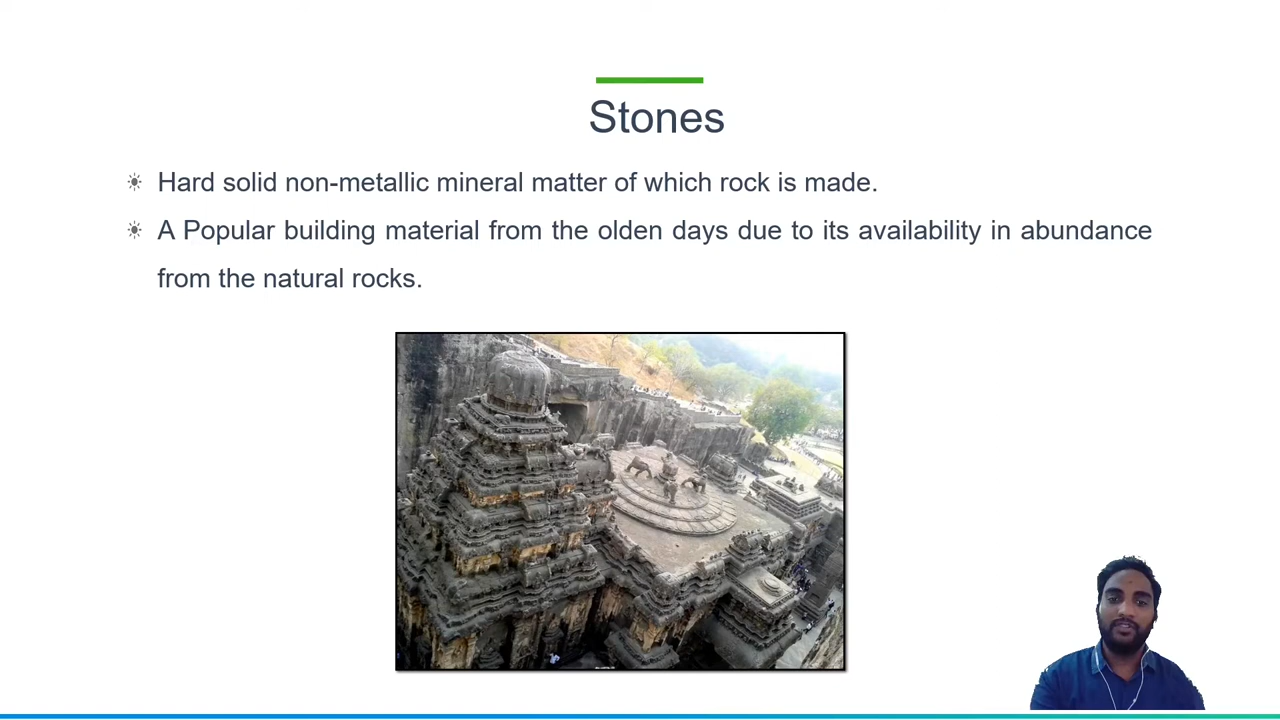 Stones
Hard solid non-metallic mineral matter of which rock is made.
A Popular building material from the olden days due to its availability in abundance
from the natural rocks.